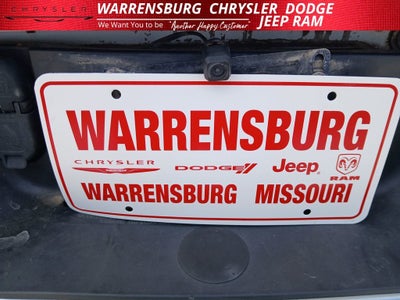 CHRYSLER WARRENSBURG CHRYSLER DODGE JEEP RAM
We Want You to be "Another Happy Customer"
WARRENSBURG
CHRYSLER DODGE Jeep RAM
WARRENSBURG MISSOURI